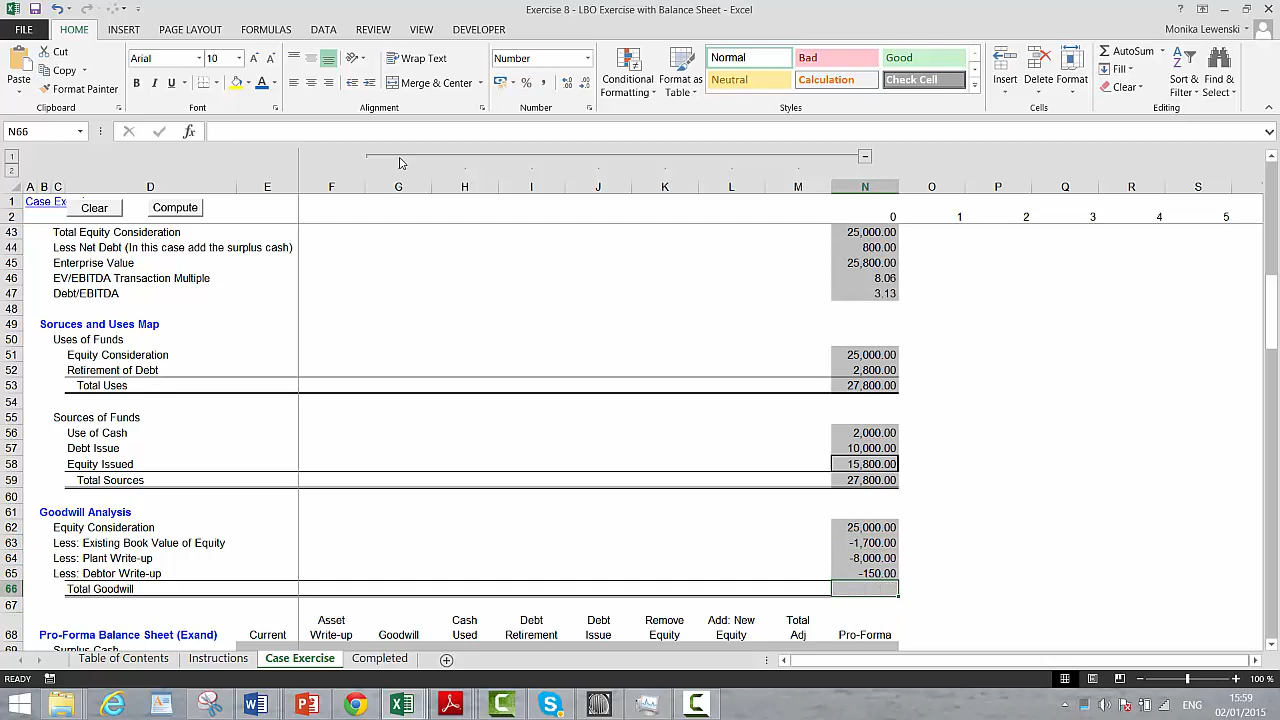 Exercise 8 - LBO Exercise with Balance Sheet - Excel
FILE HOME INSERT PAGE LAYOUT FORMULAS DATA REVIEW VIEW DEVELOPER Monika Lewenski
Paste Cut Copy Format Painter
Arial 10 B I U A A A
Wrap Text Merge & Center
Number % ,
Conditional Formatting Format as Table
Normal Bad Good
Neutral Calculation Check Cell
Insert Delete Format
AutoSum Fill Clear Sort & Filter Find & Select
Clipboard Font Alignment Number Styles Cells Editing
N66 fx
1
2
A B C D E F G H I J K L M N O P Q R S
1 Case Ex Clear Compute
2 0 1 2 3 4 5
43 Total Equity Consideration 25,000.00
44 Less Net Debt (In this case add the surplus cash) 800.00
45 Enterprise Value 25,800.00
46 EV/EBITDA Transaction Multiple 8.06
47 Debt/EBITDA 3.13
48
49 Soruces and Uses Map
50 Uses of Funds
51 Equity Consideration 25,000.00
52 Retirement of Debt 2,800.00
53 Total Uses 27,800.00
54
55 Sources of Funds
56 Use of Cash 2,000.00
57 Debt Issue 10,000.00
58 Equity Issued 15,800.00
59 Total Sources 27,800.00
60
61 Goodwill Analysis
62 Equity Consideration 25,000.00
63 Less: Existing Book Value of Equity -1,700.00
64 Less: Plant Write-up -8,000.00
65 Less: Debtor Write-up -150.00
66 Total Goodwill
67
Asset Cash Debt Debt Remove Add: New Total
68 Pro-Forma Balance Sheet (Exand) Current Write-up Goodwill Used Retirement Issue Equity Equity Adj Pro-Forma
69 Surplus Cash
Table of Contents Instructions Case Exercise Completed
READY 100 %
ENG 15:59
02/01/2015